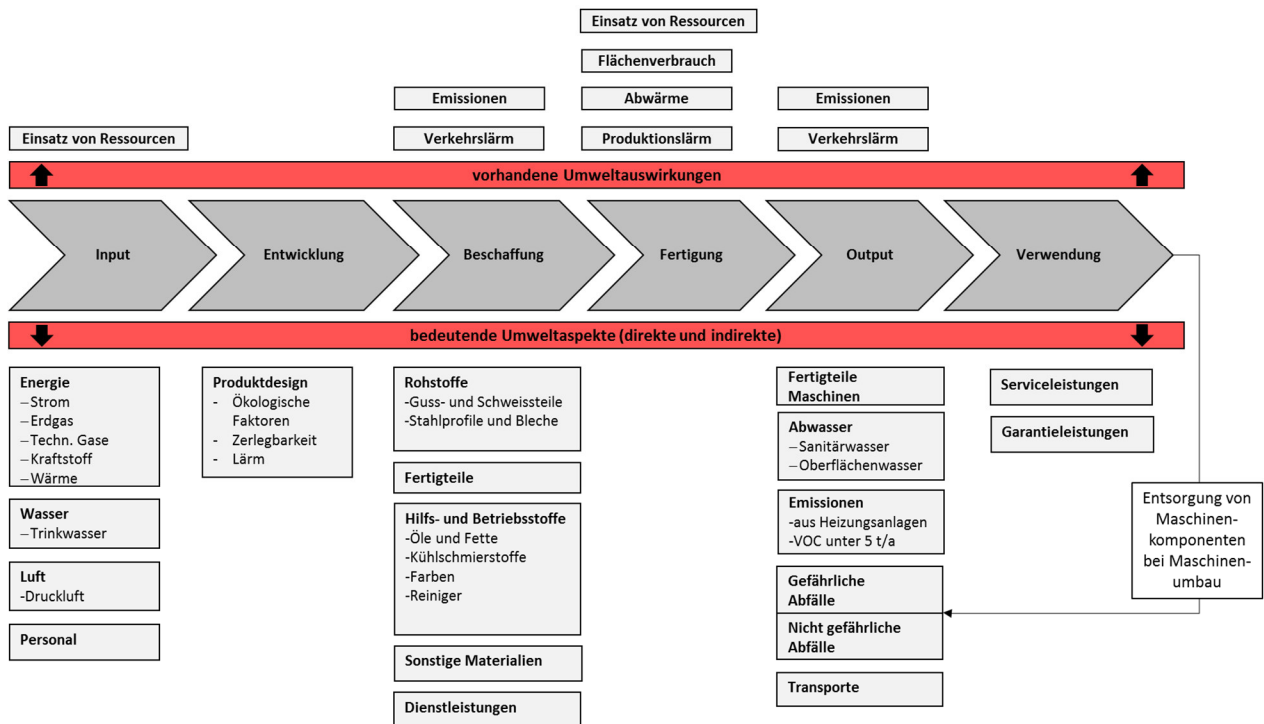 Einsatz von Ressourcen
Flächenverbrauch
Emissionen
Abwärme
Emissionen
Einsatz von Ressourcen
Verkehrslärm
Produktionslärm
Verkehrslärm
vorhandene Umweltauswirkungen
Input
Entwicklung
Beschaffung
Fertigung
Output
Verwendung
bedeutende Umweltaspekte (direkte und indirekte)
Energie
–Strom
–Erdgas
–Techn. Gase
–Kraftstoff
–Wärme
Wasser
–Trinkwasser
Luft
-Druckluft
Personal
Produktdesign
- Ökologische
Faktoren
- Zerlegbarkeit
- Lärm
Rohstoffe
-Guss- und Schweissteile
-Stahlprofile und Bleche
Fertigteile
Hilfs- und Betriebsstoffe
-Öle und Fette
-Kühlschmierstoffe
-Farben
-Reiniger
Sonstige Materialien
Dienstleistungen
Fertigteile
Maschinen
Abwasser
–Sanitärwasser
–Oberflächenwasser
Emissionen
-aus Heizungsanlagen
-VOC unter 5 t/a
Gefährliche
Abfälle
Nicht gefährliche
Abfälle
Transporte
Serviceleistungen
Garantieleistungen
Entsorgung von
Maschinen-
komponenten
bei Maschinen-
umbau